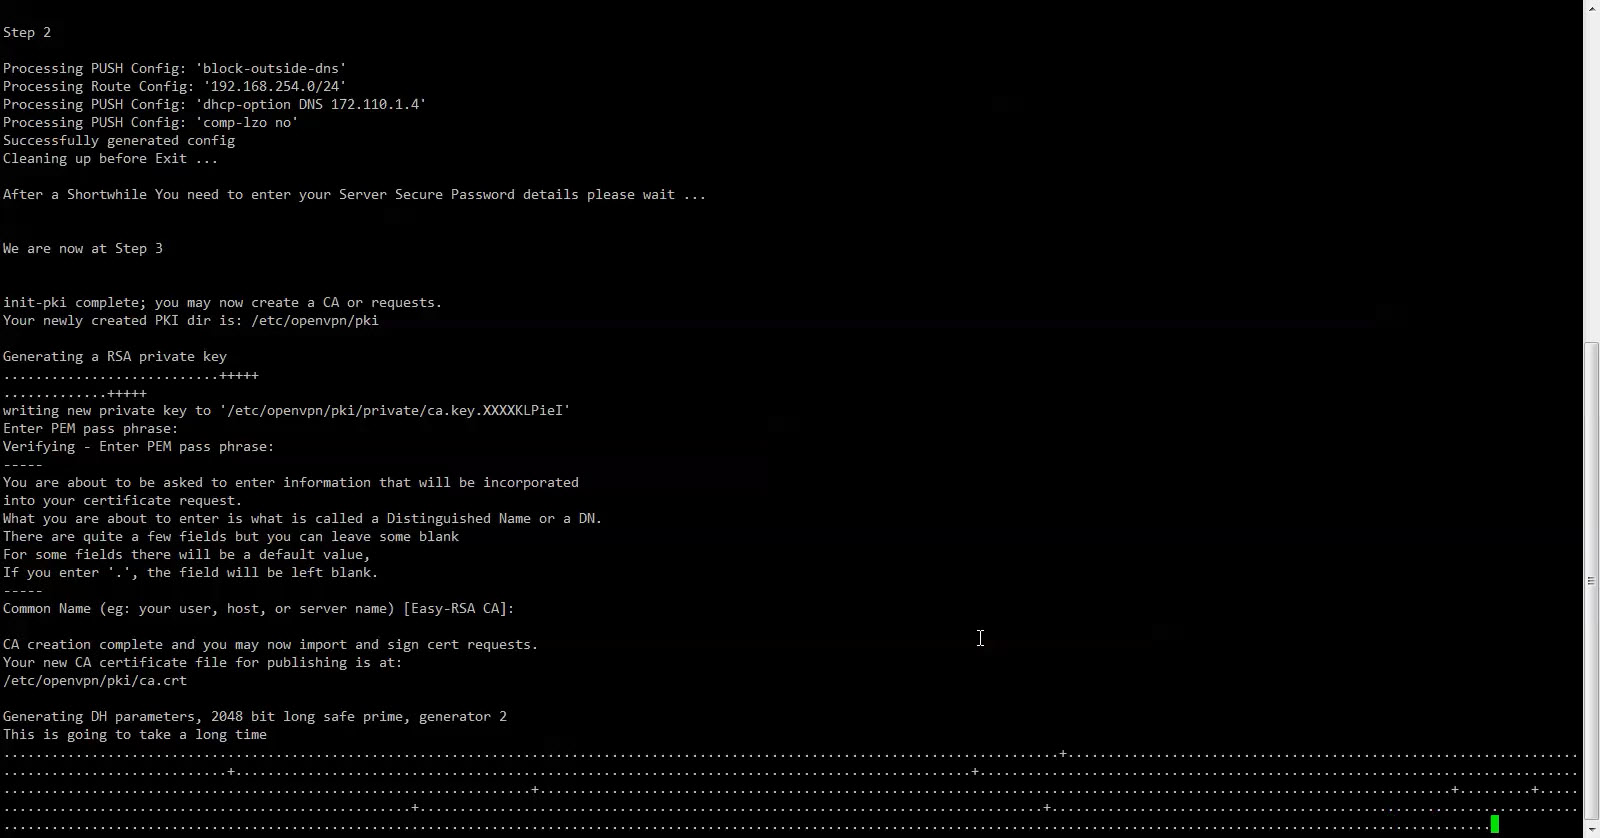 Step 2
Processing PUSH Config: 'block-outside-dns'
Processing Route Config: '192.168.254.0/24'
Processing PUSH Config: 'dhcp-option DNS 172.110.1.4'
Processing PUSH Config: 'comp-lzo no'
Successfully generated config
Cleaning up before Exit ...
After a Shortwhile You need to enter your Server Secure Password details please wait ...
We are now at Step 3
init-pki complete; you may now create a CA or requests.
Your newly created PKI dir is: /etc/openvpn/pki
Generating a RSA private key
...........................+++++
.............+++++
writing new private key to '/etc/openvpn/pki/private/ca.key.XXXXKLPieI'
Enter PEM pass phrase:
Verifying - Enter PEM pass phrase:
-----
You are about to be asked to enter information that will be incorporated
into your certificate request.
What you are about to enter is what is called a Distinguished Name or a DN.
There are quite a few fields but you can leave some blank
For some fields there will be a default value,
If you enter '.', the field will be left blank.
-----
Common Name (eg: your user, host, or server name) [Easy-RSA CA]:
CA creation complete and you may now import and sign cert requests.
Your new CA certificate file for publishing is at:
/etc/openvpn/pki/ca.crt
Generating DH parameters, 2048 bit long safe prime, generator 2
This is going to take a long time
....................................................................................................................................+................................................................
............................+............................................................................................+...........................................................................
..................................................................+..................................................................................................................+.........+.....
...................................................+..............................................................................+..................................................................
..........................................................................................................................................................................................